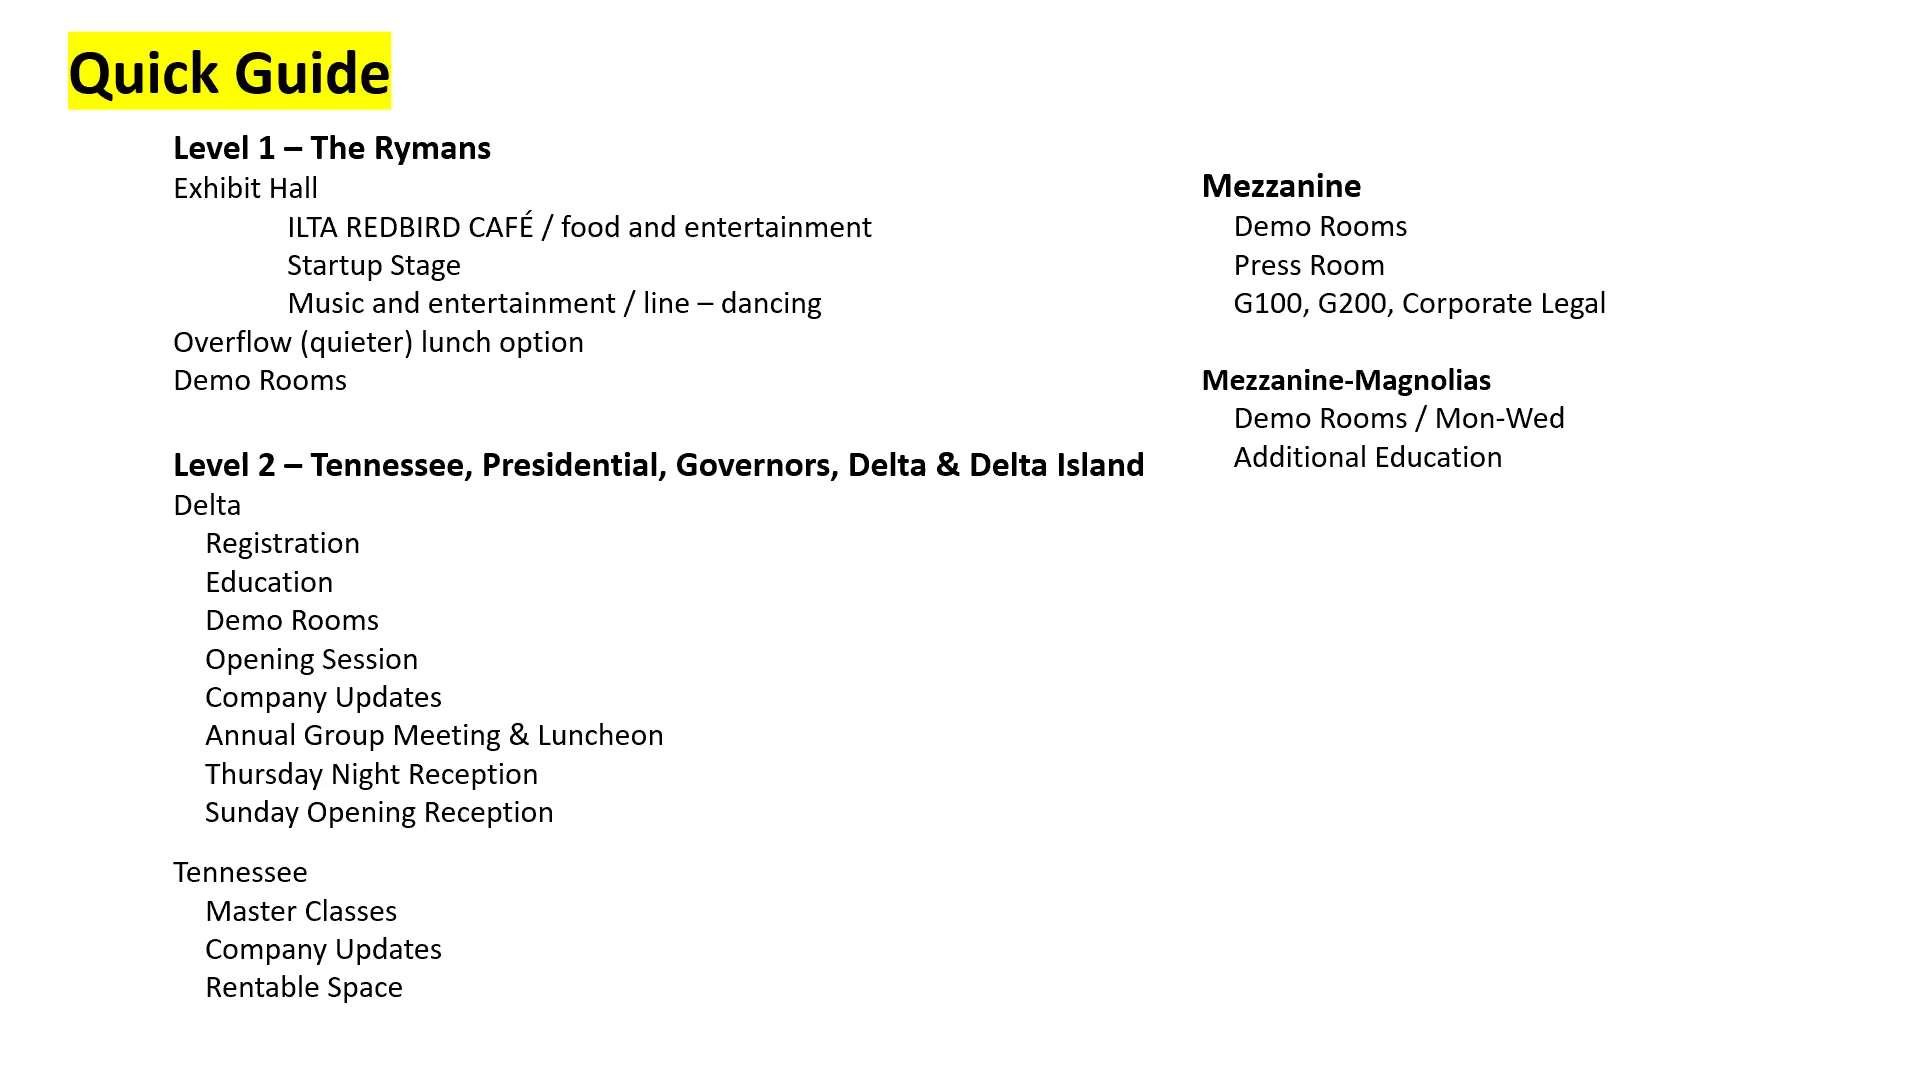 Quick Guide
Level 1 – The Rymans
Exhibit Hall
ILTA REDBIRD CAFÉ / food and entertainment
Startup Stage
Music and entertainment / line – dancing
Overflow (quieter) lunch option
Demo Rooms
Level 2 – Tennessee, Presidential, Governors, Delta & Delta Island
Delta
Registration
Education
Demo Rooms
Opening Session
Company Updates
Annual Group Meeting & Luncheon
Thursday Night Reception
Sunday Opening Reception
Tennessee
Master Classes
Company Updates
Rentable Space
Mezzanine
Demo Rooms
Press Room
G100, G200, Corporate Legal
Mezzanine-Magnolias
Demo Rooms / Mon-Wed
Additional Education